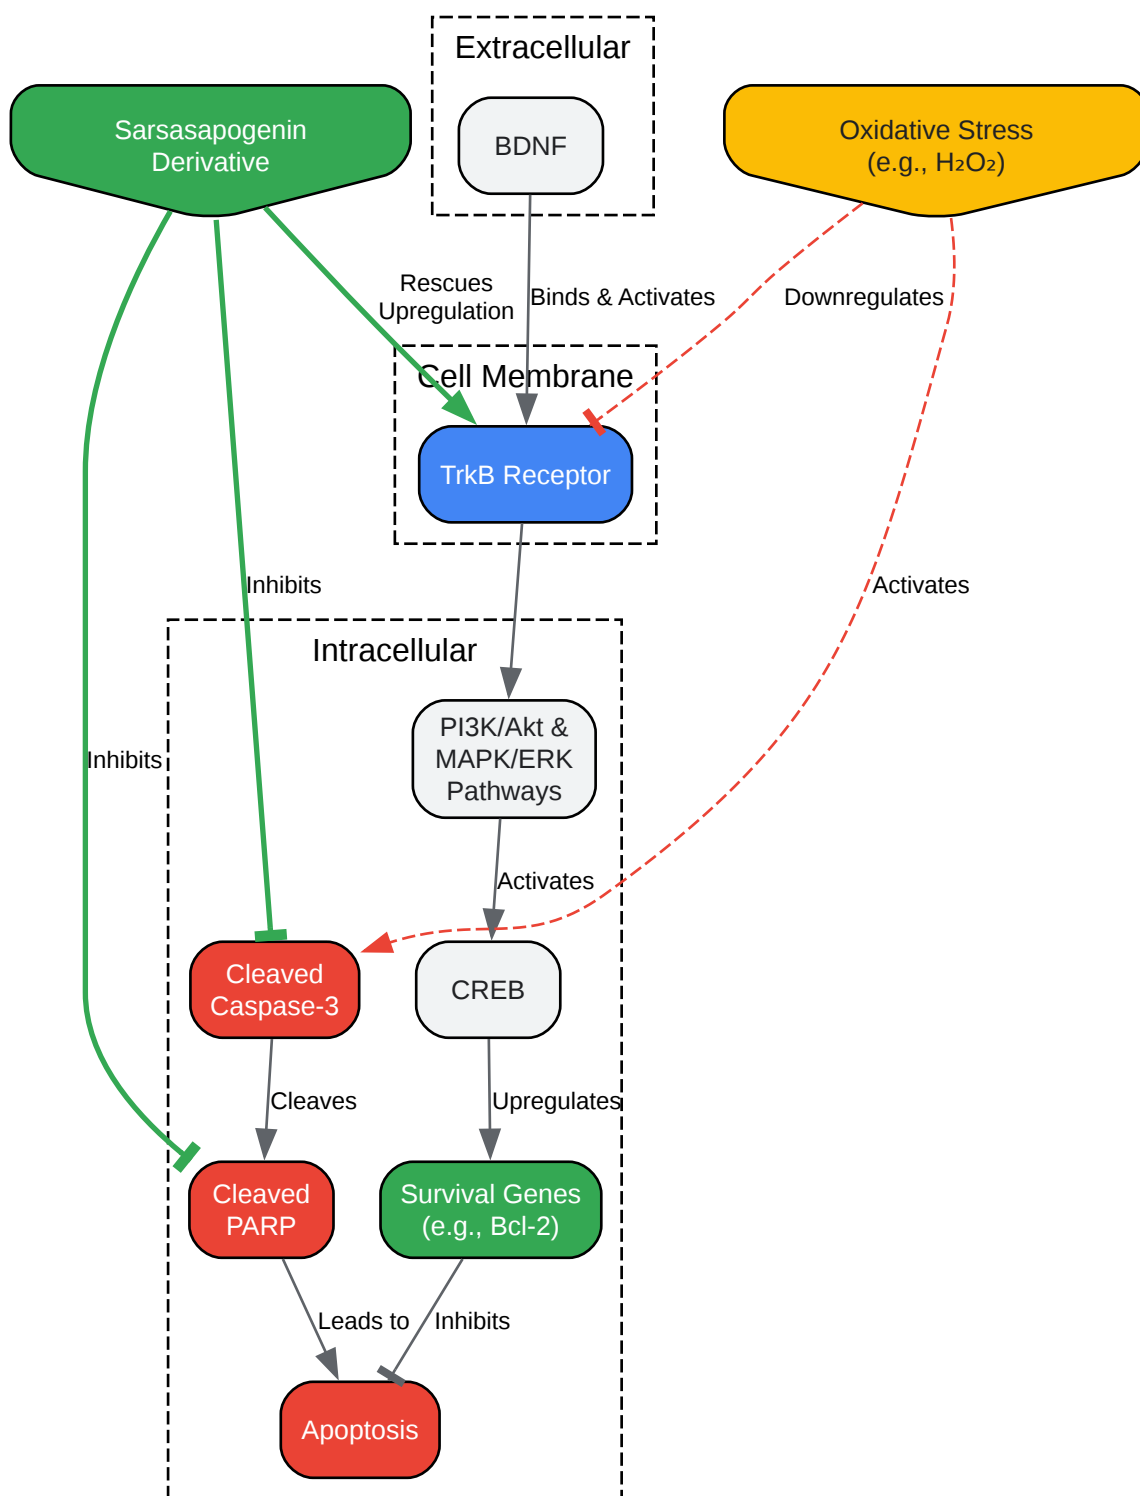 Extracellular
Sarsasapogenin
Derivative
BDNF
Oxidative Stress
(e.g., H₂O₂)
Rescues
Upregulation
Binds & Activates
Downregulates
Cell Membrane
TrkB Receptor
Inhibits
Activates
Intracellular
PI3K/Akt &
MAPK/ERK
Pathways
Inhibits
Activates
Cleaved
Caspase-3
CREB
Cleaves
Upregulates
Cleaved
PARP
Survival Genes
(e.g., Bcl-2)
Leads to
Inhibits
Apoptosis